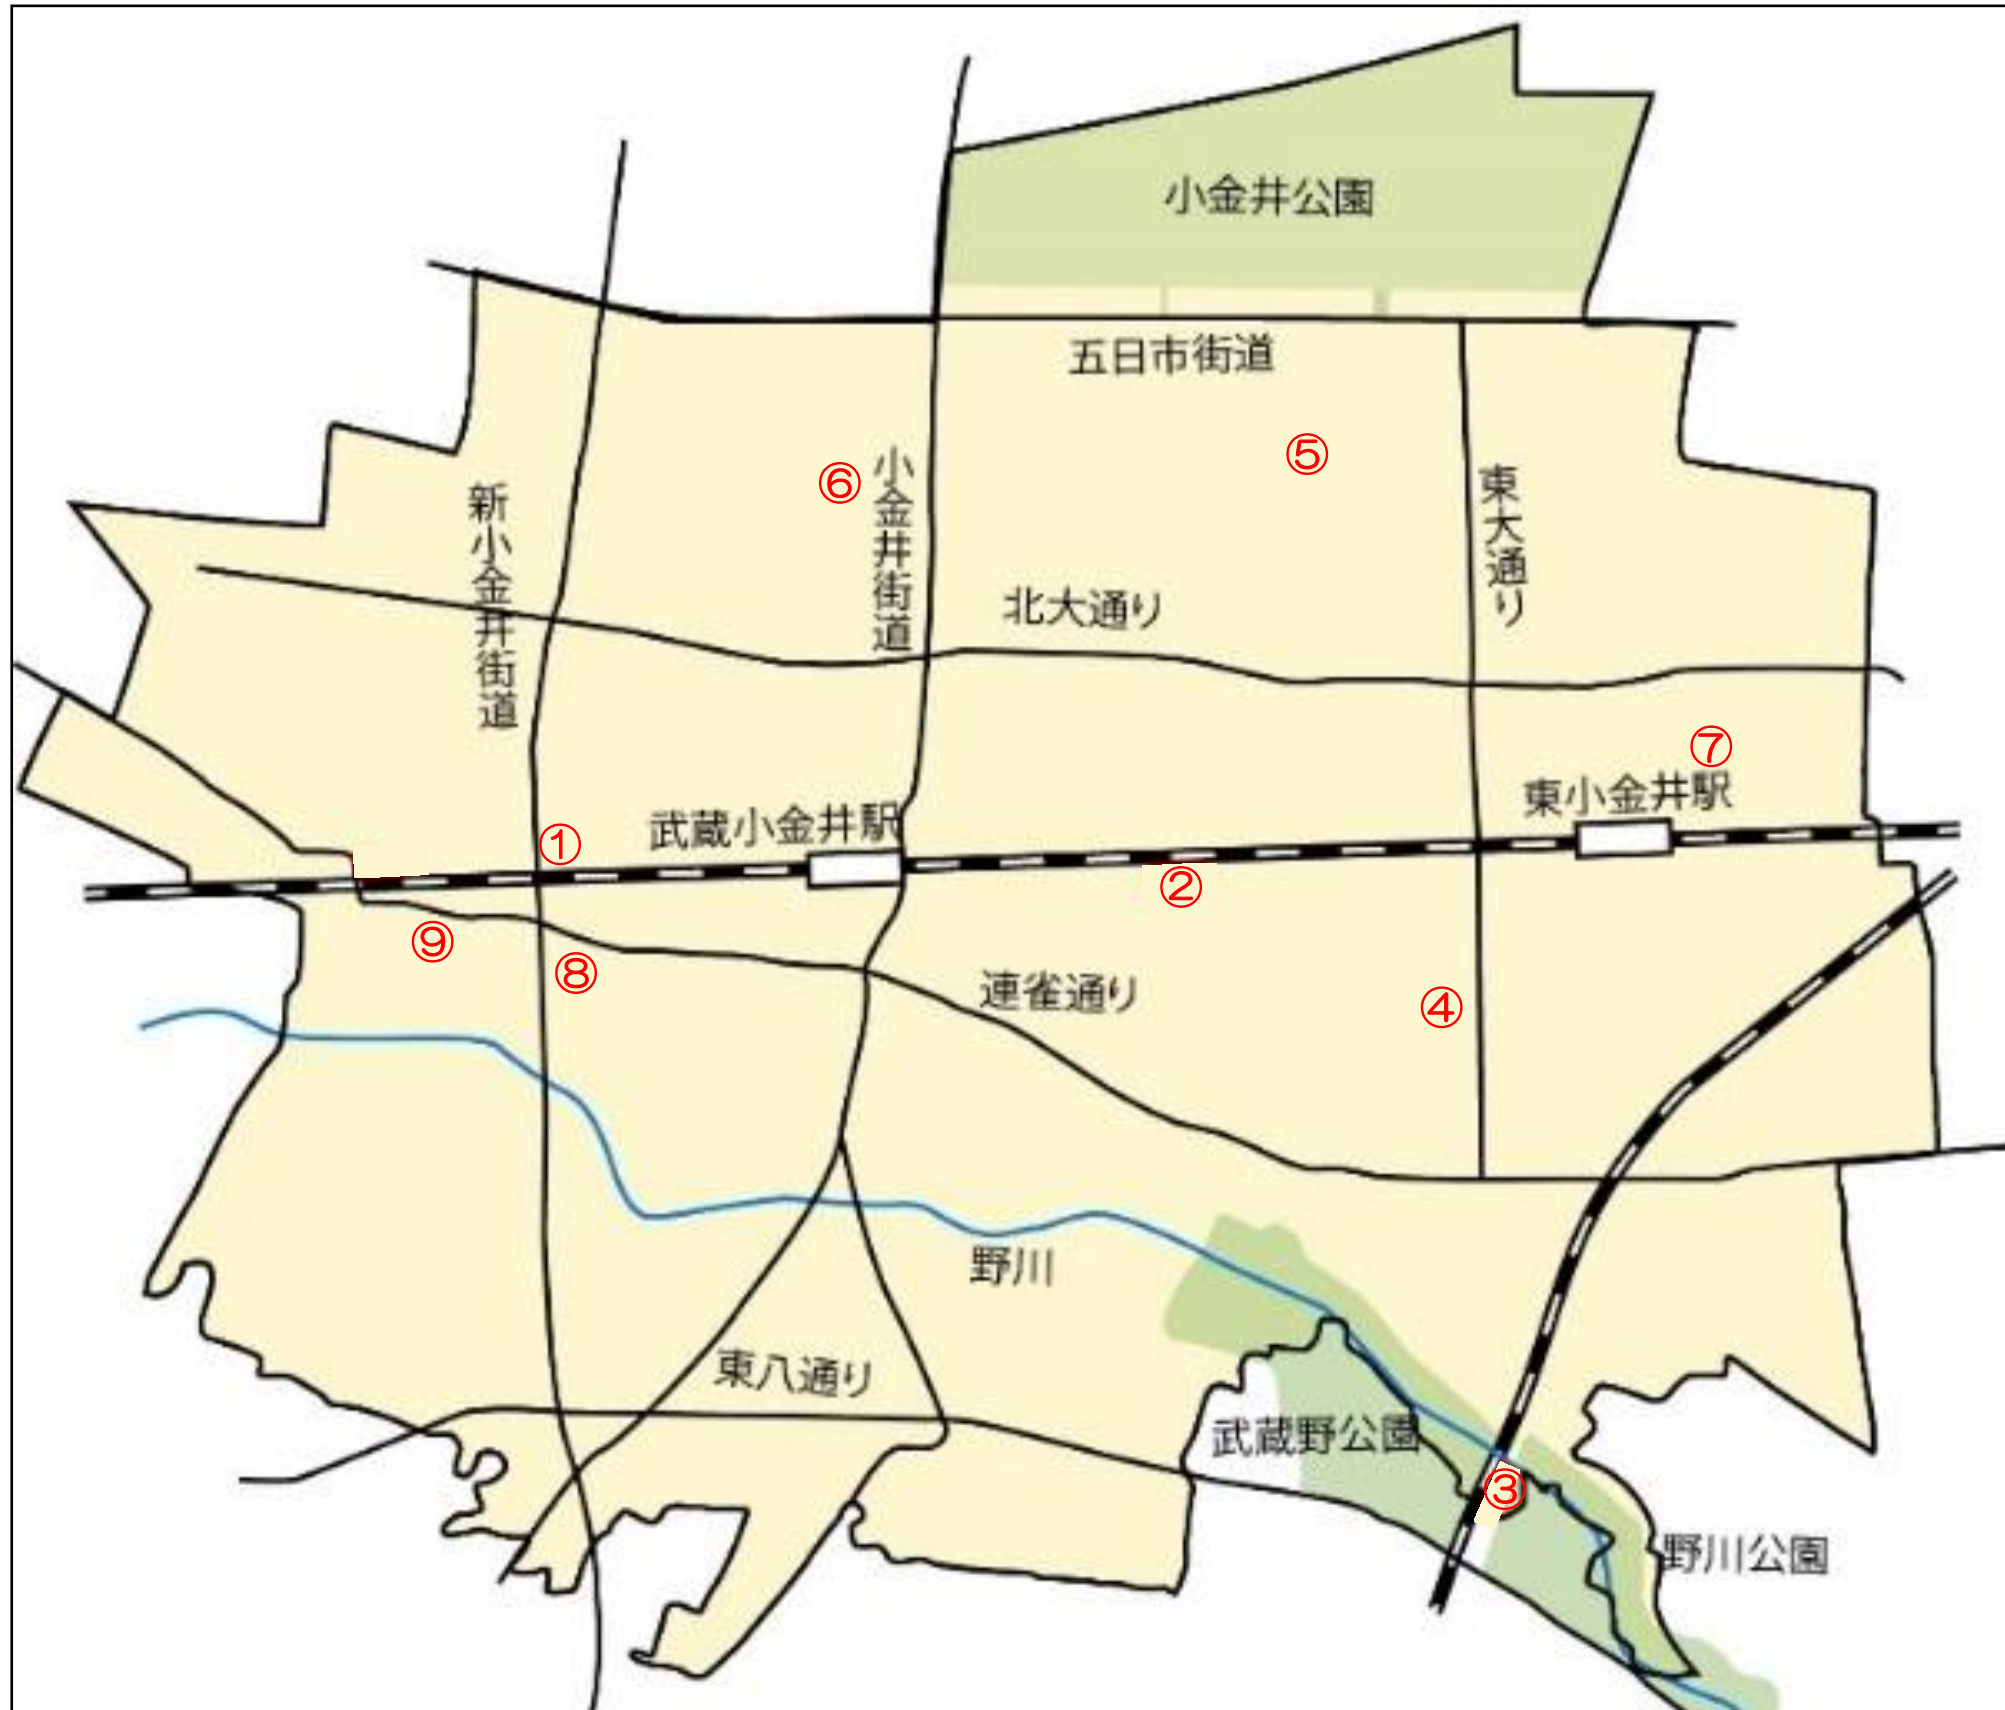 小金井公園
五日市街道
⑤
⑥
小金井街道
東大通り
新小金井街道
北大通り
⑦
東小金井駅
武蔵小金井駅
①
②
⑨
⑧
連雀通り
④
野川
東八通り
武蔵野公園
③
野川公園